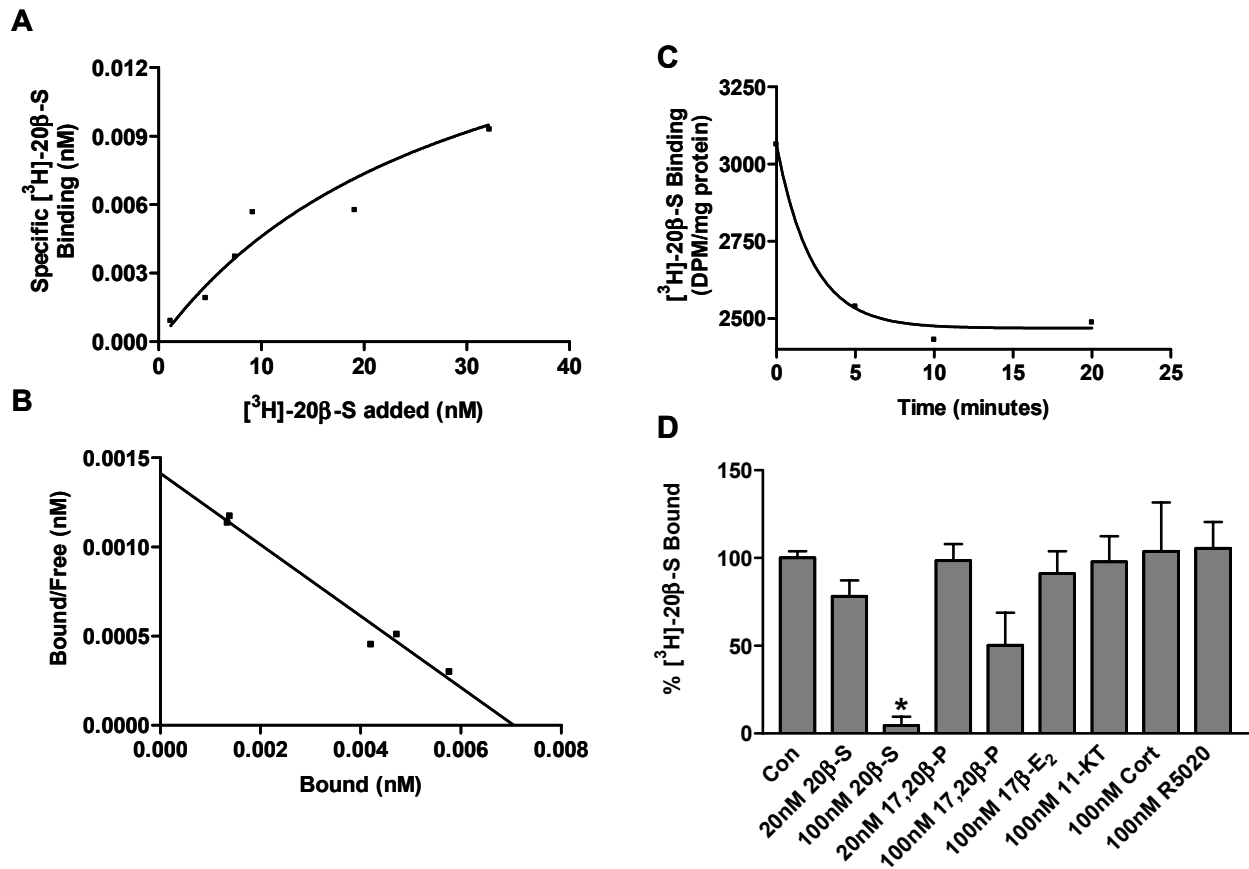 A
Specific [³H]-20β-S
Binding (nM)
0.012
0.009
0.006
0.003
0.000
0 10 20 30 40
[³H]-20β-S added (nM)
B
Bound/Free (nM)
0.0015
0.0010
0.0005
0.0000
0.000 0.002 0.004 0.006 0.008
Bound (nM)
C
[³H]-20β-S Binding
(DPM/mg protein)
3250
3000
2750
2500
0 5 10 15 20 25
Time (minutes)
D
% [³H]-20β-S Bound
150
100
50
0
*
Con
20nM 20β-S
100nM 20β-S
20nM 17,20β-P
100nM 17,20β-P
100nM 17β-E₂
100nM 11-KT
100nM Cort
100nM R5020